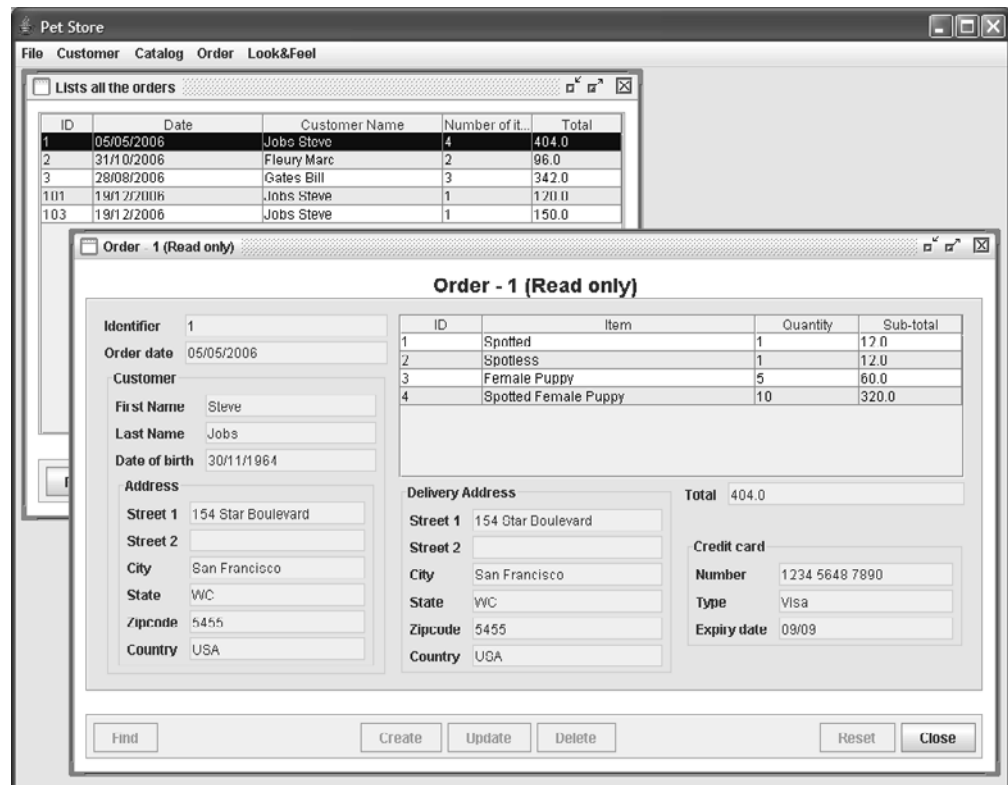 Pet Store
File Customer Catalog Order Look&Feel
Lists all the orders
ID Date Customer Name Number of it... Total
1 05/05/2006 Jobs Steve 4 404.0
2 31/10/2006 Fleury Marc 2 96.0
3 28/08/2006 Gates Bill 3 342.0
101 19/12/2006 Jobs Steve 1 120.0
103 19/12/2006 Jobs Steve 1 150.0
Order - 1 (Read only)
Order - 1 (Read only)
Identifier 1
Order date 05/05/2006
Customer
First Name Steve
Last Name Jobs
Date of birth 30/11/1964
Address
Street 1 154 Star Boulevard
Street 2
City San Francisco
State WC
Zipcode 5455
Country USA
ID Item Quantity Sub-total
1 Spotted 1 12.0
2 Spotless 1 12.0
3 Female Puppy 5 60.0
4 Spotted Female Puppy 10 320.0
Delivery Address
Street 1 154 Star Boulevard
Street 2
City San Francisco
State WC
Zipcode 5455
Country USA
Total 404.0
Credit card
Number 1234 5648 7890
Type Visa
Expiry date 09/09
Find Create Update Delete Reset Close